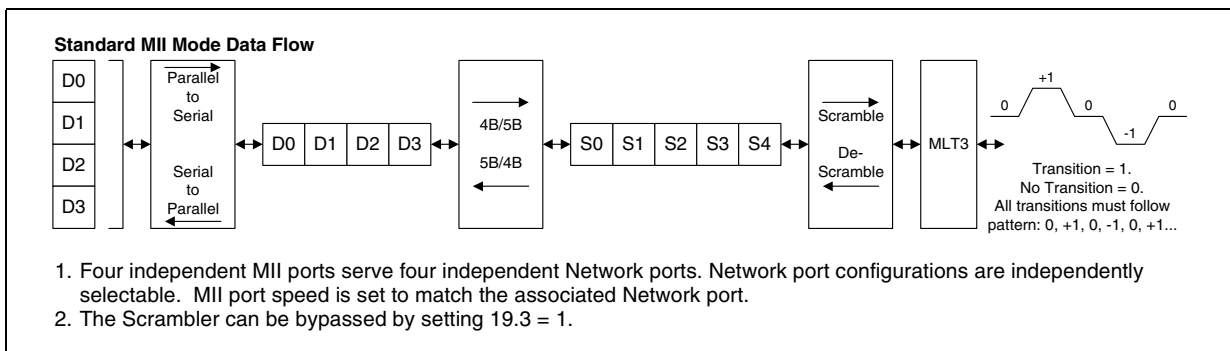 Standard MII Mode Data Flow
D0
D1
D2
D3
Parallel
to
Serial
Serial
to
Parallel
D0 D1 D2 D3
4B/5B
5B/4B
S0 S1 S2 S3 S4
Scramble
De-
Scramble
MLT3
0
+1
0
-1
0
Transition = 1.
No Transition = 0.
All transitions must follow
pattern: 0, +1, 0, -1, 0, +1...
1. Four independent MII ports serve four independent Network ports. Network port configurations are independently
selectable. MII port speed is set to match the associated Network port.
2. The Scrambler can be bypassed by setting 19.3 = 1.